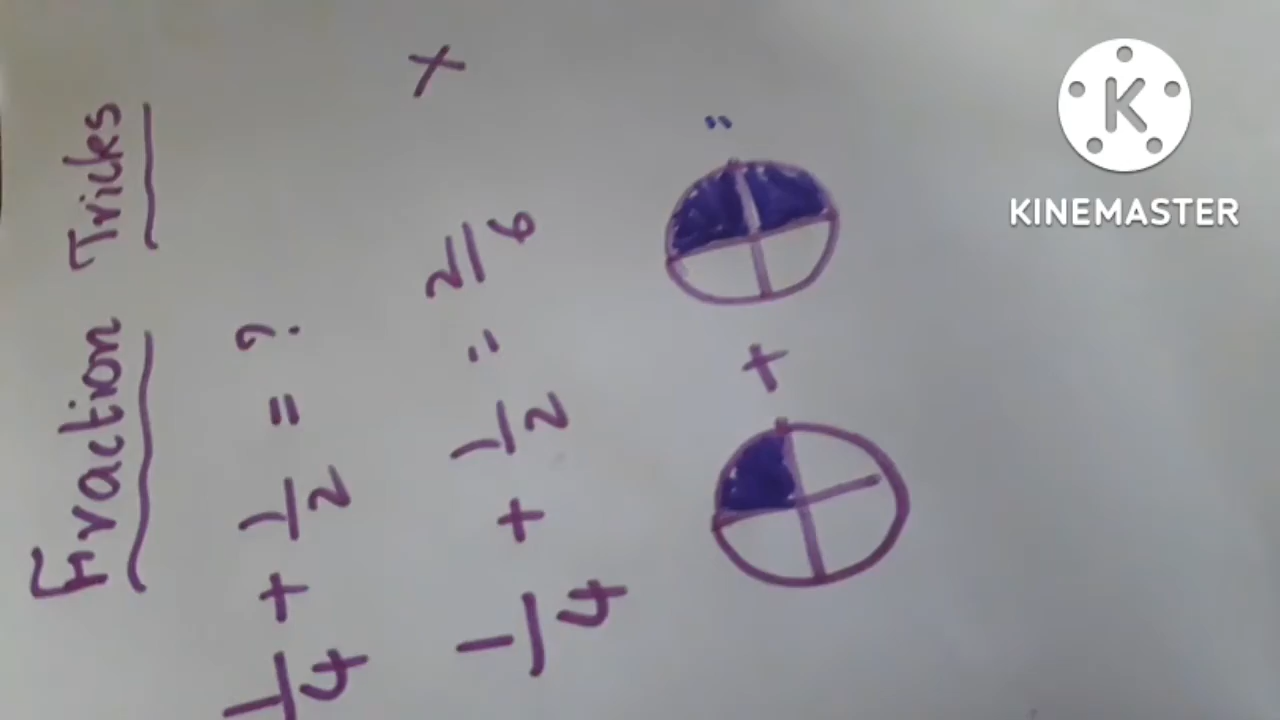 Fraction Tricks
1/4 + 1/2 = ?
1/4 + 1/2 = 2/6 ×
+ =
KINEMASTER